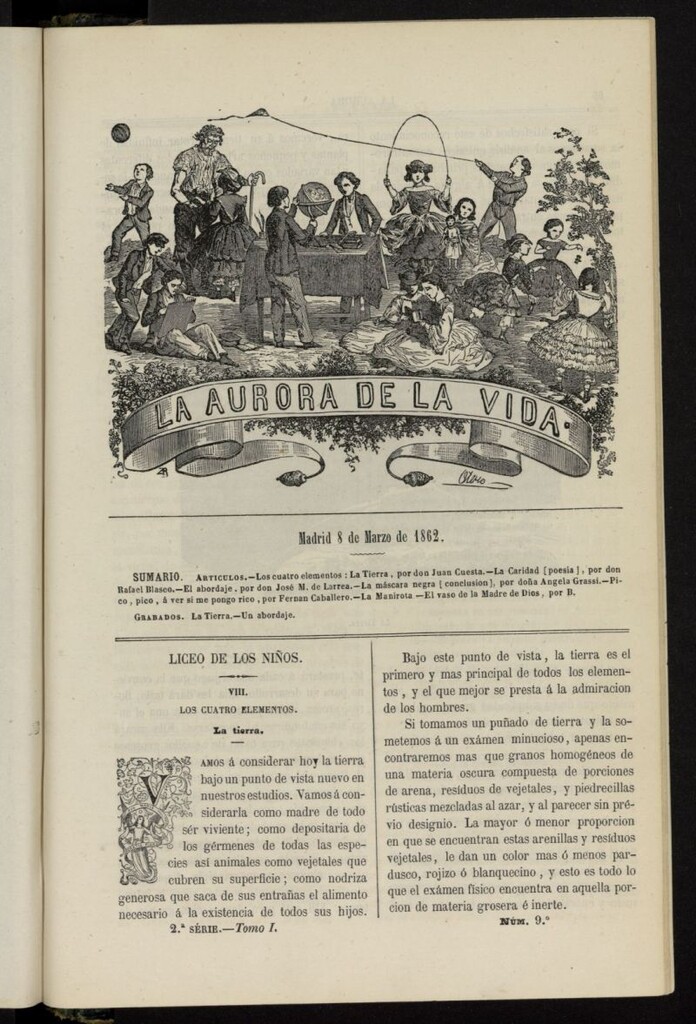 LA AURORA DE LA VIDA.
Madrid 8 de Marzo de 1862.
SUMARIO. ARTICULOS.—Los cuatro elementos : La Tierra, por don Juan Cuesta.—La Caridad [poesia], por don
Rafael Blasco.—El abordaje, por don José M. de Larrea.—La máscara negra [conclusion], por doña Angela Grassi.—Pi-
co, pico, á ver si me pongo rico, por Fernan Caballero.—La Manirota—El vaso de la Madre de Dios, por B.
GRABADOS. La Tierra.—Un abordaje.
LICEO DE LOS NIÑOS.
VIII.
LOS CUATRO ELEMENTOS.
La tierra.
VAMOS á considerar hoy la tierra
bajo un punto de vista nuevo en
nuestros estudios. Vamos á con-
siderarla como madre de todo
sér viviente; como depositaria de
los gérmenes de todas las espe-
cies asi animales como vejetales que
cubren su superficie; como nodriza
generosa que saca de sus entrañas el alimento
necesario á la existencia de todos sus hijos.
2.ª SÉRIE.—Tomo I.
Bajo este punto de vista, la tierra es el
primero y mas principal de todos los elemen-
tos, y el que mejor se presta á la admiracion
de los hombres.
Si tomamos un puñado de tierra y la so-
metemos á un exámen minucioso, apenas en-
contraremos mas que granos homogéneos de
una materia oscura compuesta de porciones
de arena, resíduos de vejetales, y piedrecillas
rústicas mezcladas al azar, y al parecer sin pré-
vio designio. La mayor ó menor proporcion
en que se encuentran estas arenillas y resíduos
vejetales, le dan un color mas ó menos par-
dusco, rojizo ó blanquecino, y esto es todo lo
que el exámen físico encuentra en aquella por-
cion de materia grosera é inerte.
NÚM. 9.º